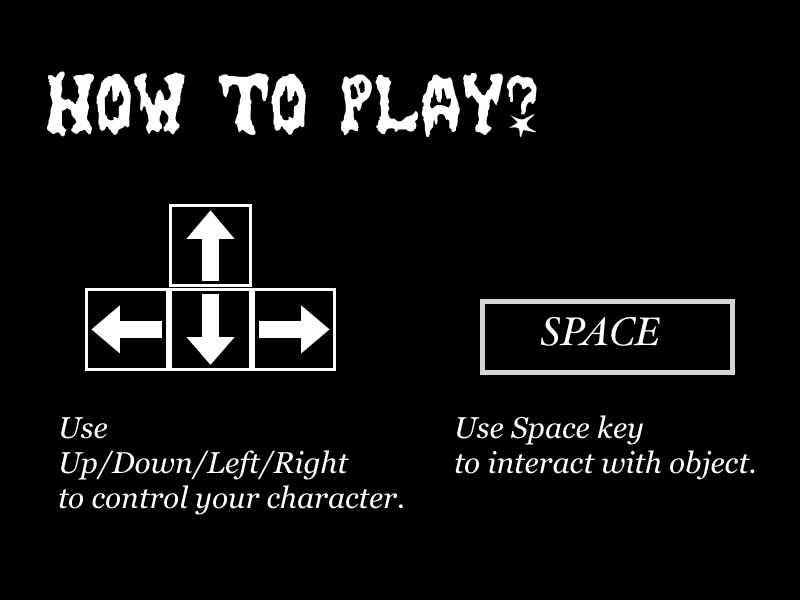 HOW TO PLAY?
SPACE
Use
Up/Down/Left/Right
to control your character.
Use Space key
to interact with object.